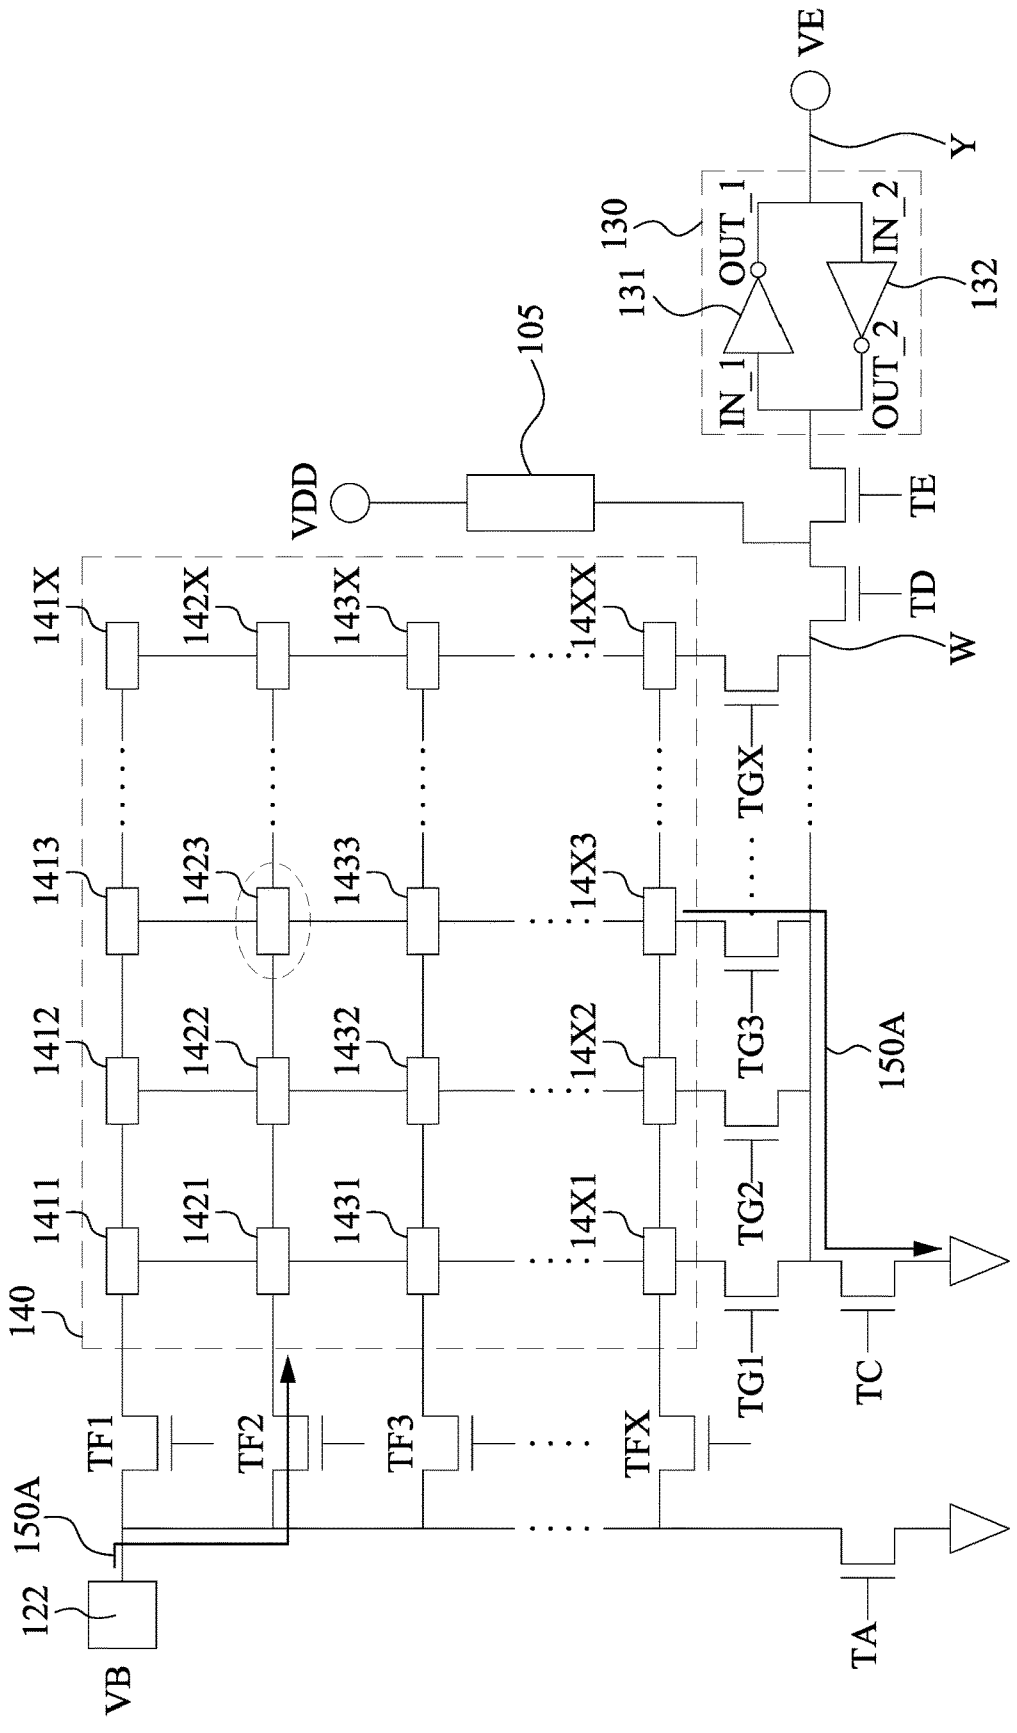 VB
122
150A
TF1
TF2
TF3
TFX
TA
140
1411
1412
1413
141X
1421
1422
1423
142X
1431
1432
1433
143X
14X1
14X2
14X3
14XX
TG1
TG2
TG3
TGX
TC
150A
W
VDD
105
TD
TE
130
131
IN_1
OUT_1
OUT_2
IN_2
132
VE
Y